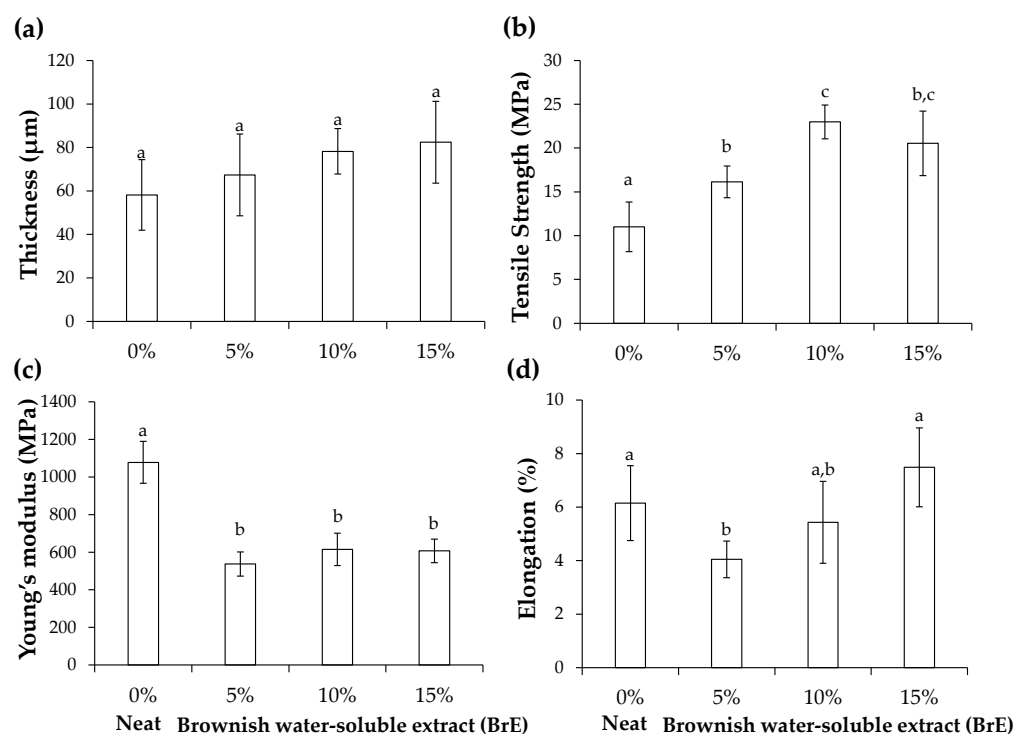 (a)
Thickness (µm)
120
100
80
60
40
20
0
a
a
a
a
0%
5%
10%
15%
(b)
Tensile Strength (MPa)
30
25
20
15
10
5
0
a
b
c
b,c
0%
5%
10%
15%
(c)
Young's modulus (MPa)
1400
1200
1000
800
600
400
200
0
a
b
b
b
0%
5%
10%
15%
Neat
Brownish water-soluble extract (BrE)
(d)
Elongation (%)
10
8
6
4
2
0
a
b
a,b
a
0%
5%
10%
15%
Neat
Brownish water-soluble extract (BrE)